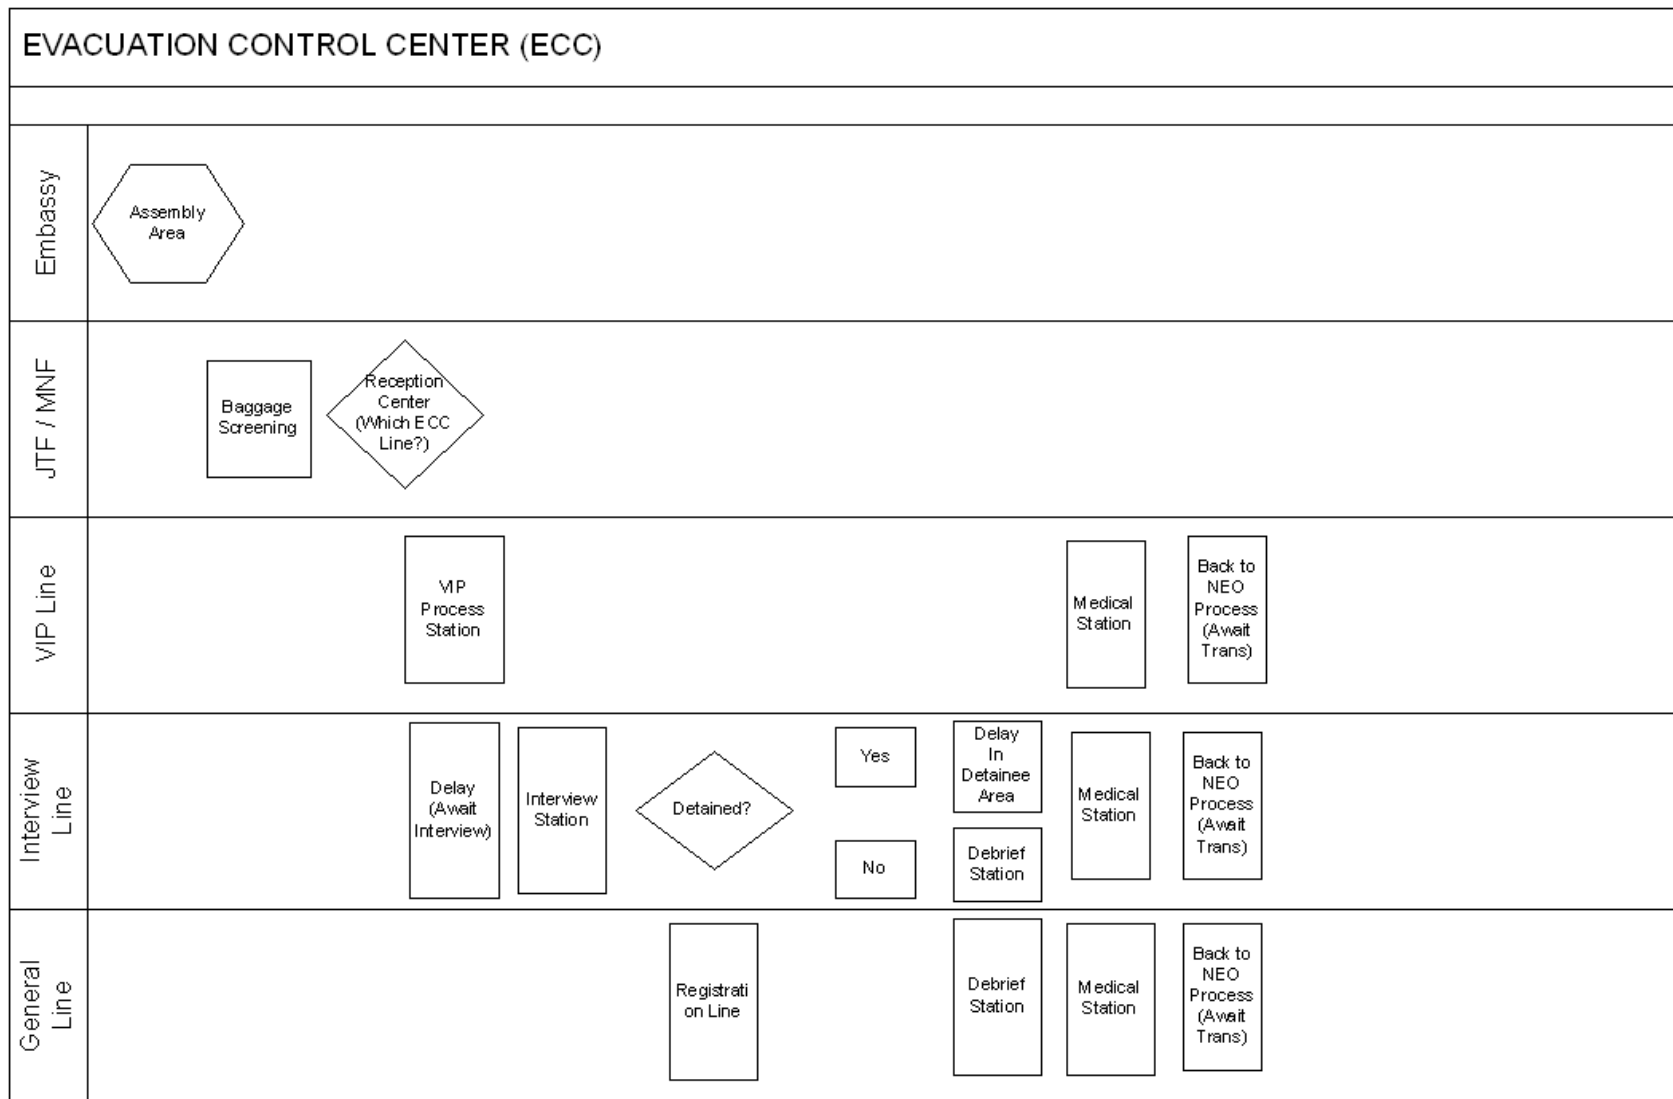 EVACUATION CONTROL CENTER (ECC)
Embassy
Assembly
Area
JTF / MNF
Baggage
Screening
Reception
Center
(Which ECC
Line?)
VIP Line
VIP
Process
Station
Medical
Station
Back to
NEO
Process
(Await
Trans)
Interview
Line
Delay
(Await
Interview)
Interview
Station
Detained?
Yes
No
Delay
In
Detainee
Area
Debrief
Station
Medical
Station
Back to
NEO
Process
(Await
Trans)
General
Line
Registrati
on Line
Debrief
Station
Medical
Station
Back to
NEO
Process
(Await
Trans)